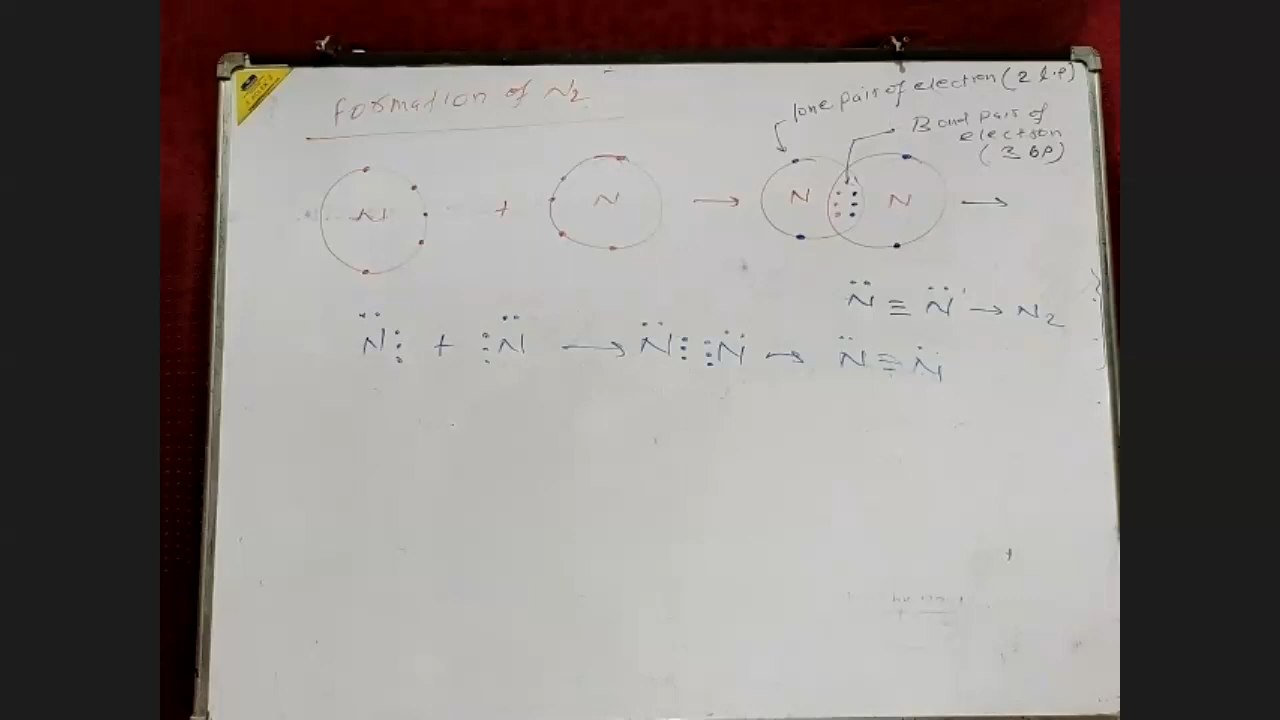 Formation of N2
lone pair of electron (2 l.p)
Bond pair of
electron
(3 BP)
N + N → N N →
N̈ ≡ N̈ → N2
N̈: + :N̈ → N̈⋮ ⋮N̈ → N̈ ≡ N̈